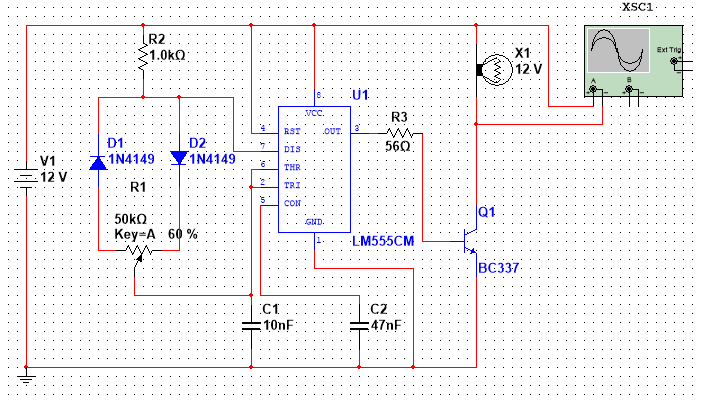 XSC1
Ext Trig
+
-
A
B
+ - + -
R2
1.0kΩ
X1
12 V
U1
8
VCC
4 RST OUT 3
7 DIS
6 THR
2 TRI
5 CON
GND
1
LM555CM
R3
56Ω
D1
1N4149
D2
1N4149
V1
12 V
R1
50kΩ
Key=A 60 %
Q1
BC337
C1
10nF
C2
47nF